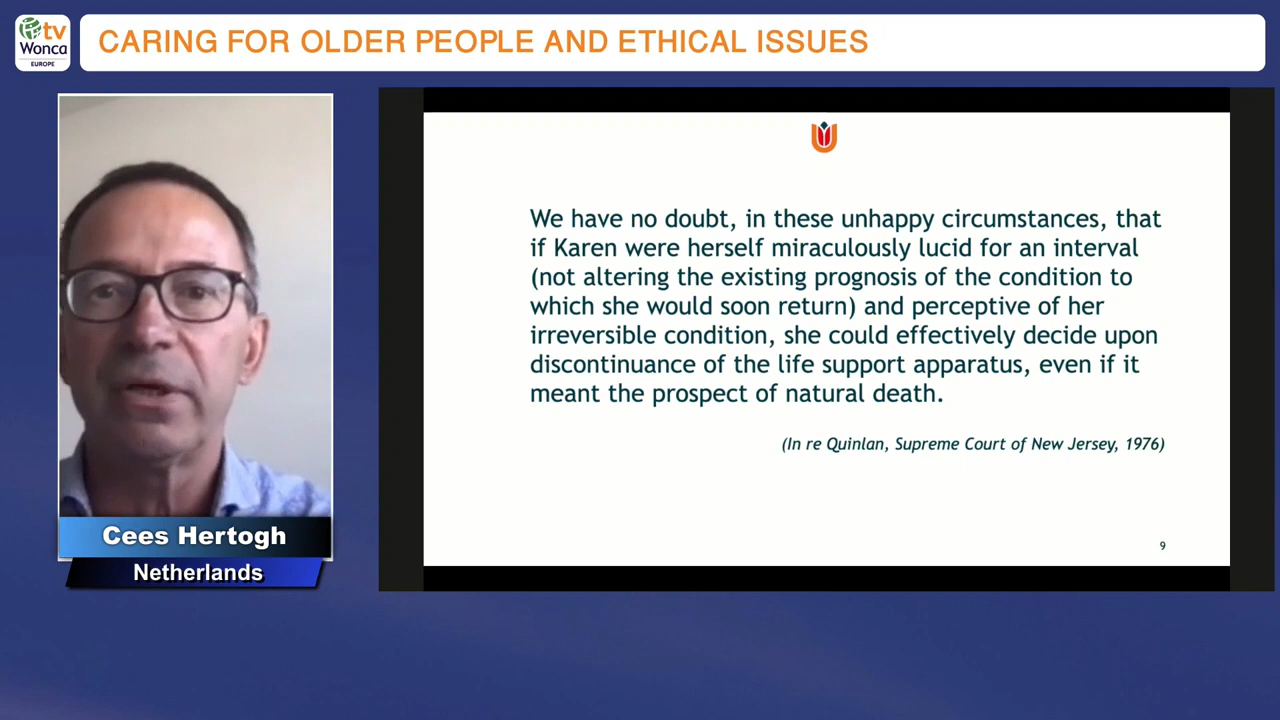 tv
Wonca
EUROPE
CARING FOR OLDER PEOPLE AND ETHICAL ISSUES
We have no doubt, in these unhappy circumstances, that
if Karen were herself miraculously lucid for an interval
(not altering the existing prognosis of the condition to
which she would soon return) and perceptive of her
irreversible condition, she could effectively decide upon
discontinuance of the life support apparatus, even if it
meant the prospect of natural death.
(In re Quinlan, Supreme Court of New Jersey, 1976)
9
Cees Hertogh
Netherlands